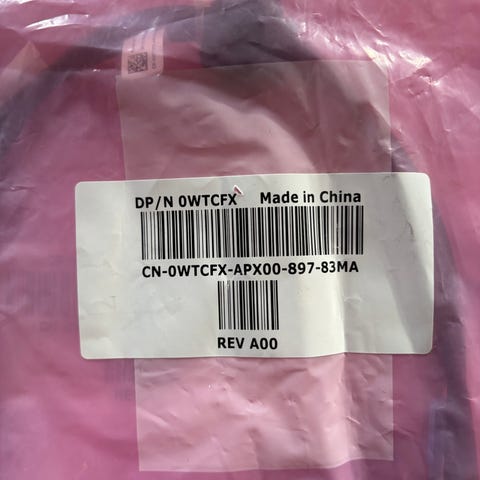 DP/N 0WTCFX Made in China
CN-0WTCFX-APX00-897-83MA
REV A00